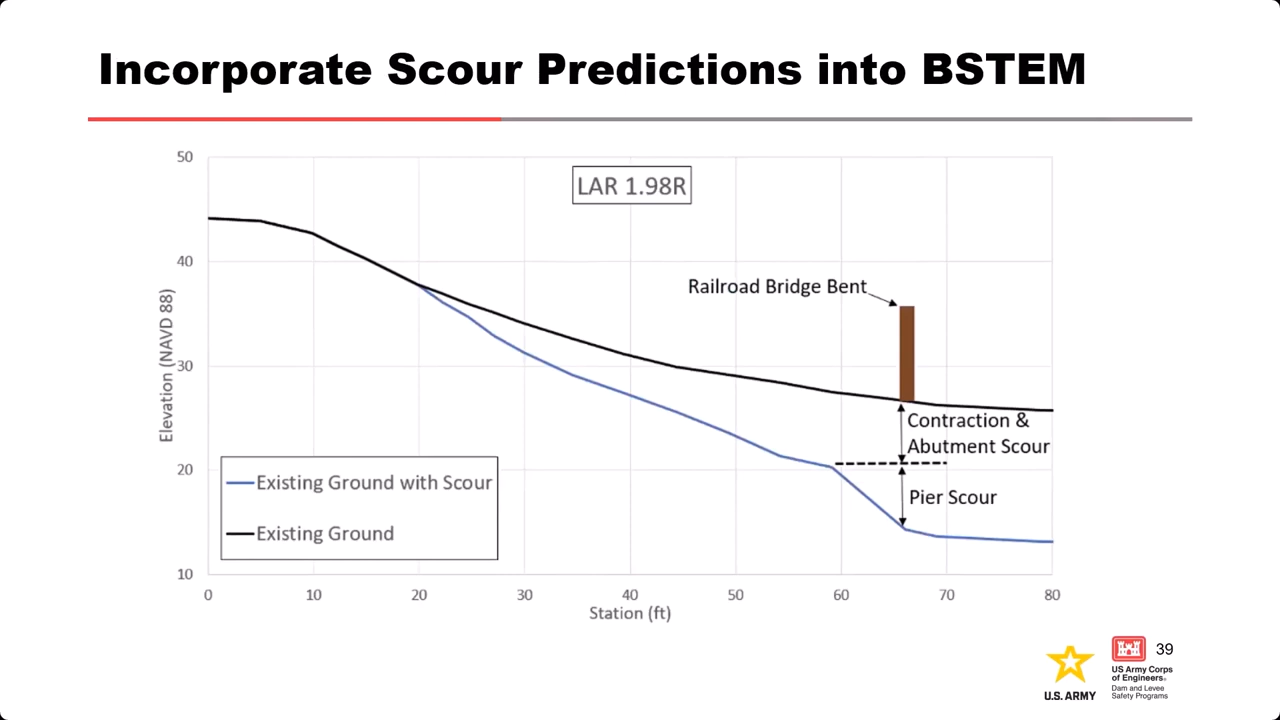 Incorporate Scour Predictions into BSTEM
LAR 1.98R
50
40
30
20
10
Elevation (NAVD 88)
Railroad Bridge Bent
Contraction &
Abutment Scour
Pier Scour
Existing Ground with Scour
Existing Ground
0 10 20 30 40 50 60 70 80
Station (ft)
39
U.S. ARMY
US Army Corps
of Engineers®
Dam and Levee
Safety Programs